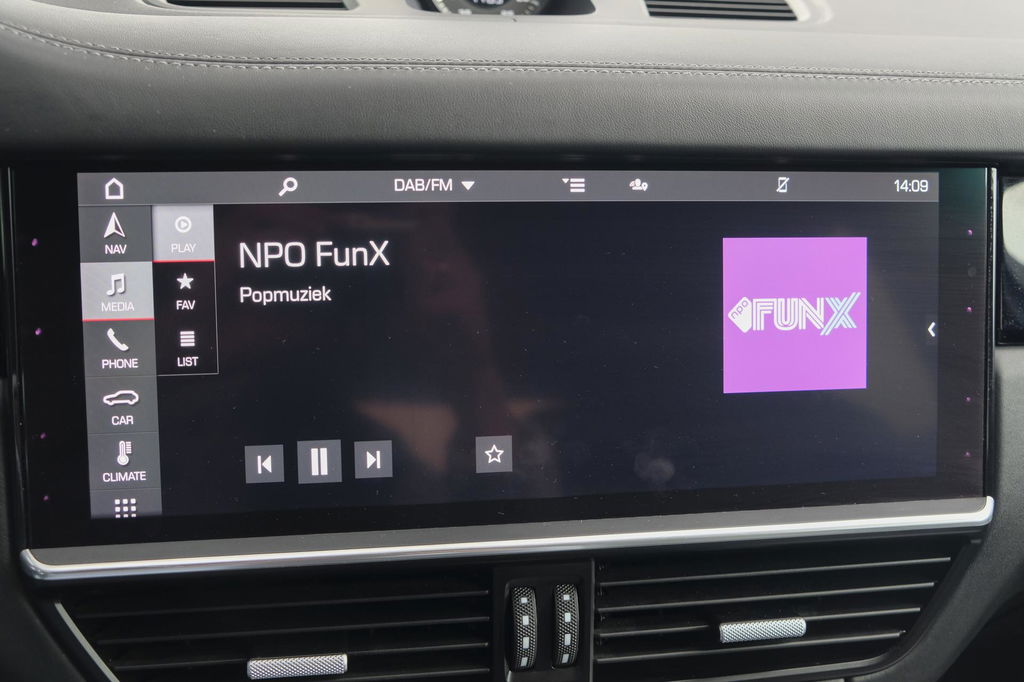 DAB/FM
14:09
NAV
PLAY
NPO FunX
Popmuziek
MEDIA
FAV
npo FUNX
PHONE
LIST
CAR
CLIMATE